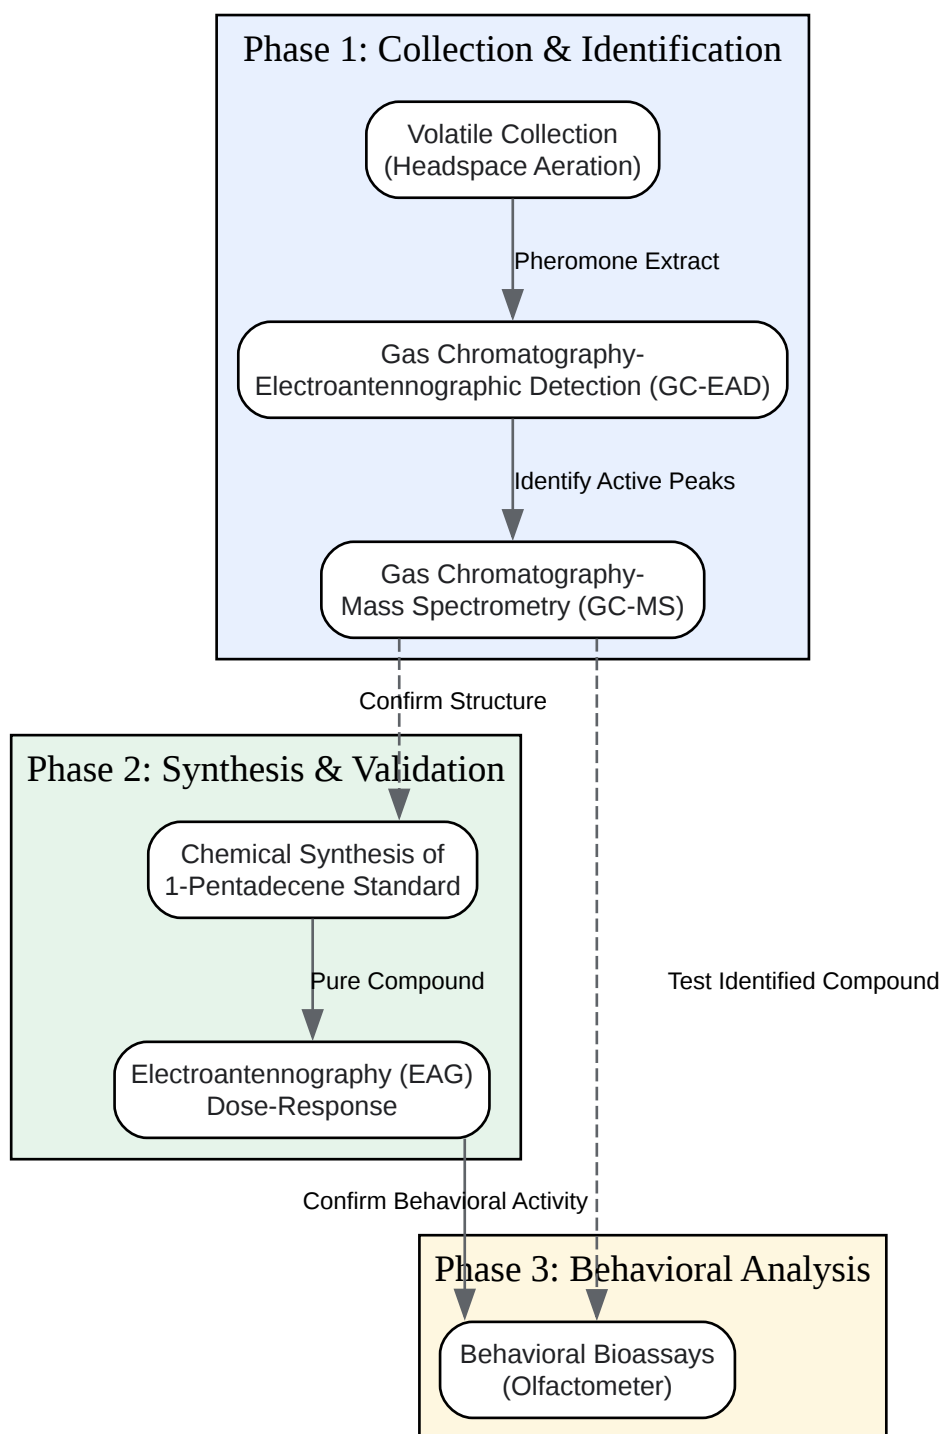 Phase 1: Collection & Identification
Volatile Collection
(Headspace Aeration)
Pheromone Extract
Gas Chromatography-
Electroantennographic Detection (GC-EAD)
Identify Active Peaks
Gas Chromatography-
Mass Spectrometry (GC-MS)
Confirm Structure
Phase 2: Synthesis & Validation
Chemical Synthesis of
1-Pentadecene Standard
Pure Compound
Test Identified Compound
Electroantennography (EAG)
Dose-Response
Confirm Behavioral Activity
Phase 3: Behavioral Analysis
Behavioral Bioassays
(Olfactometer)